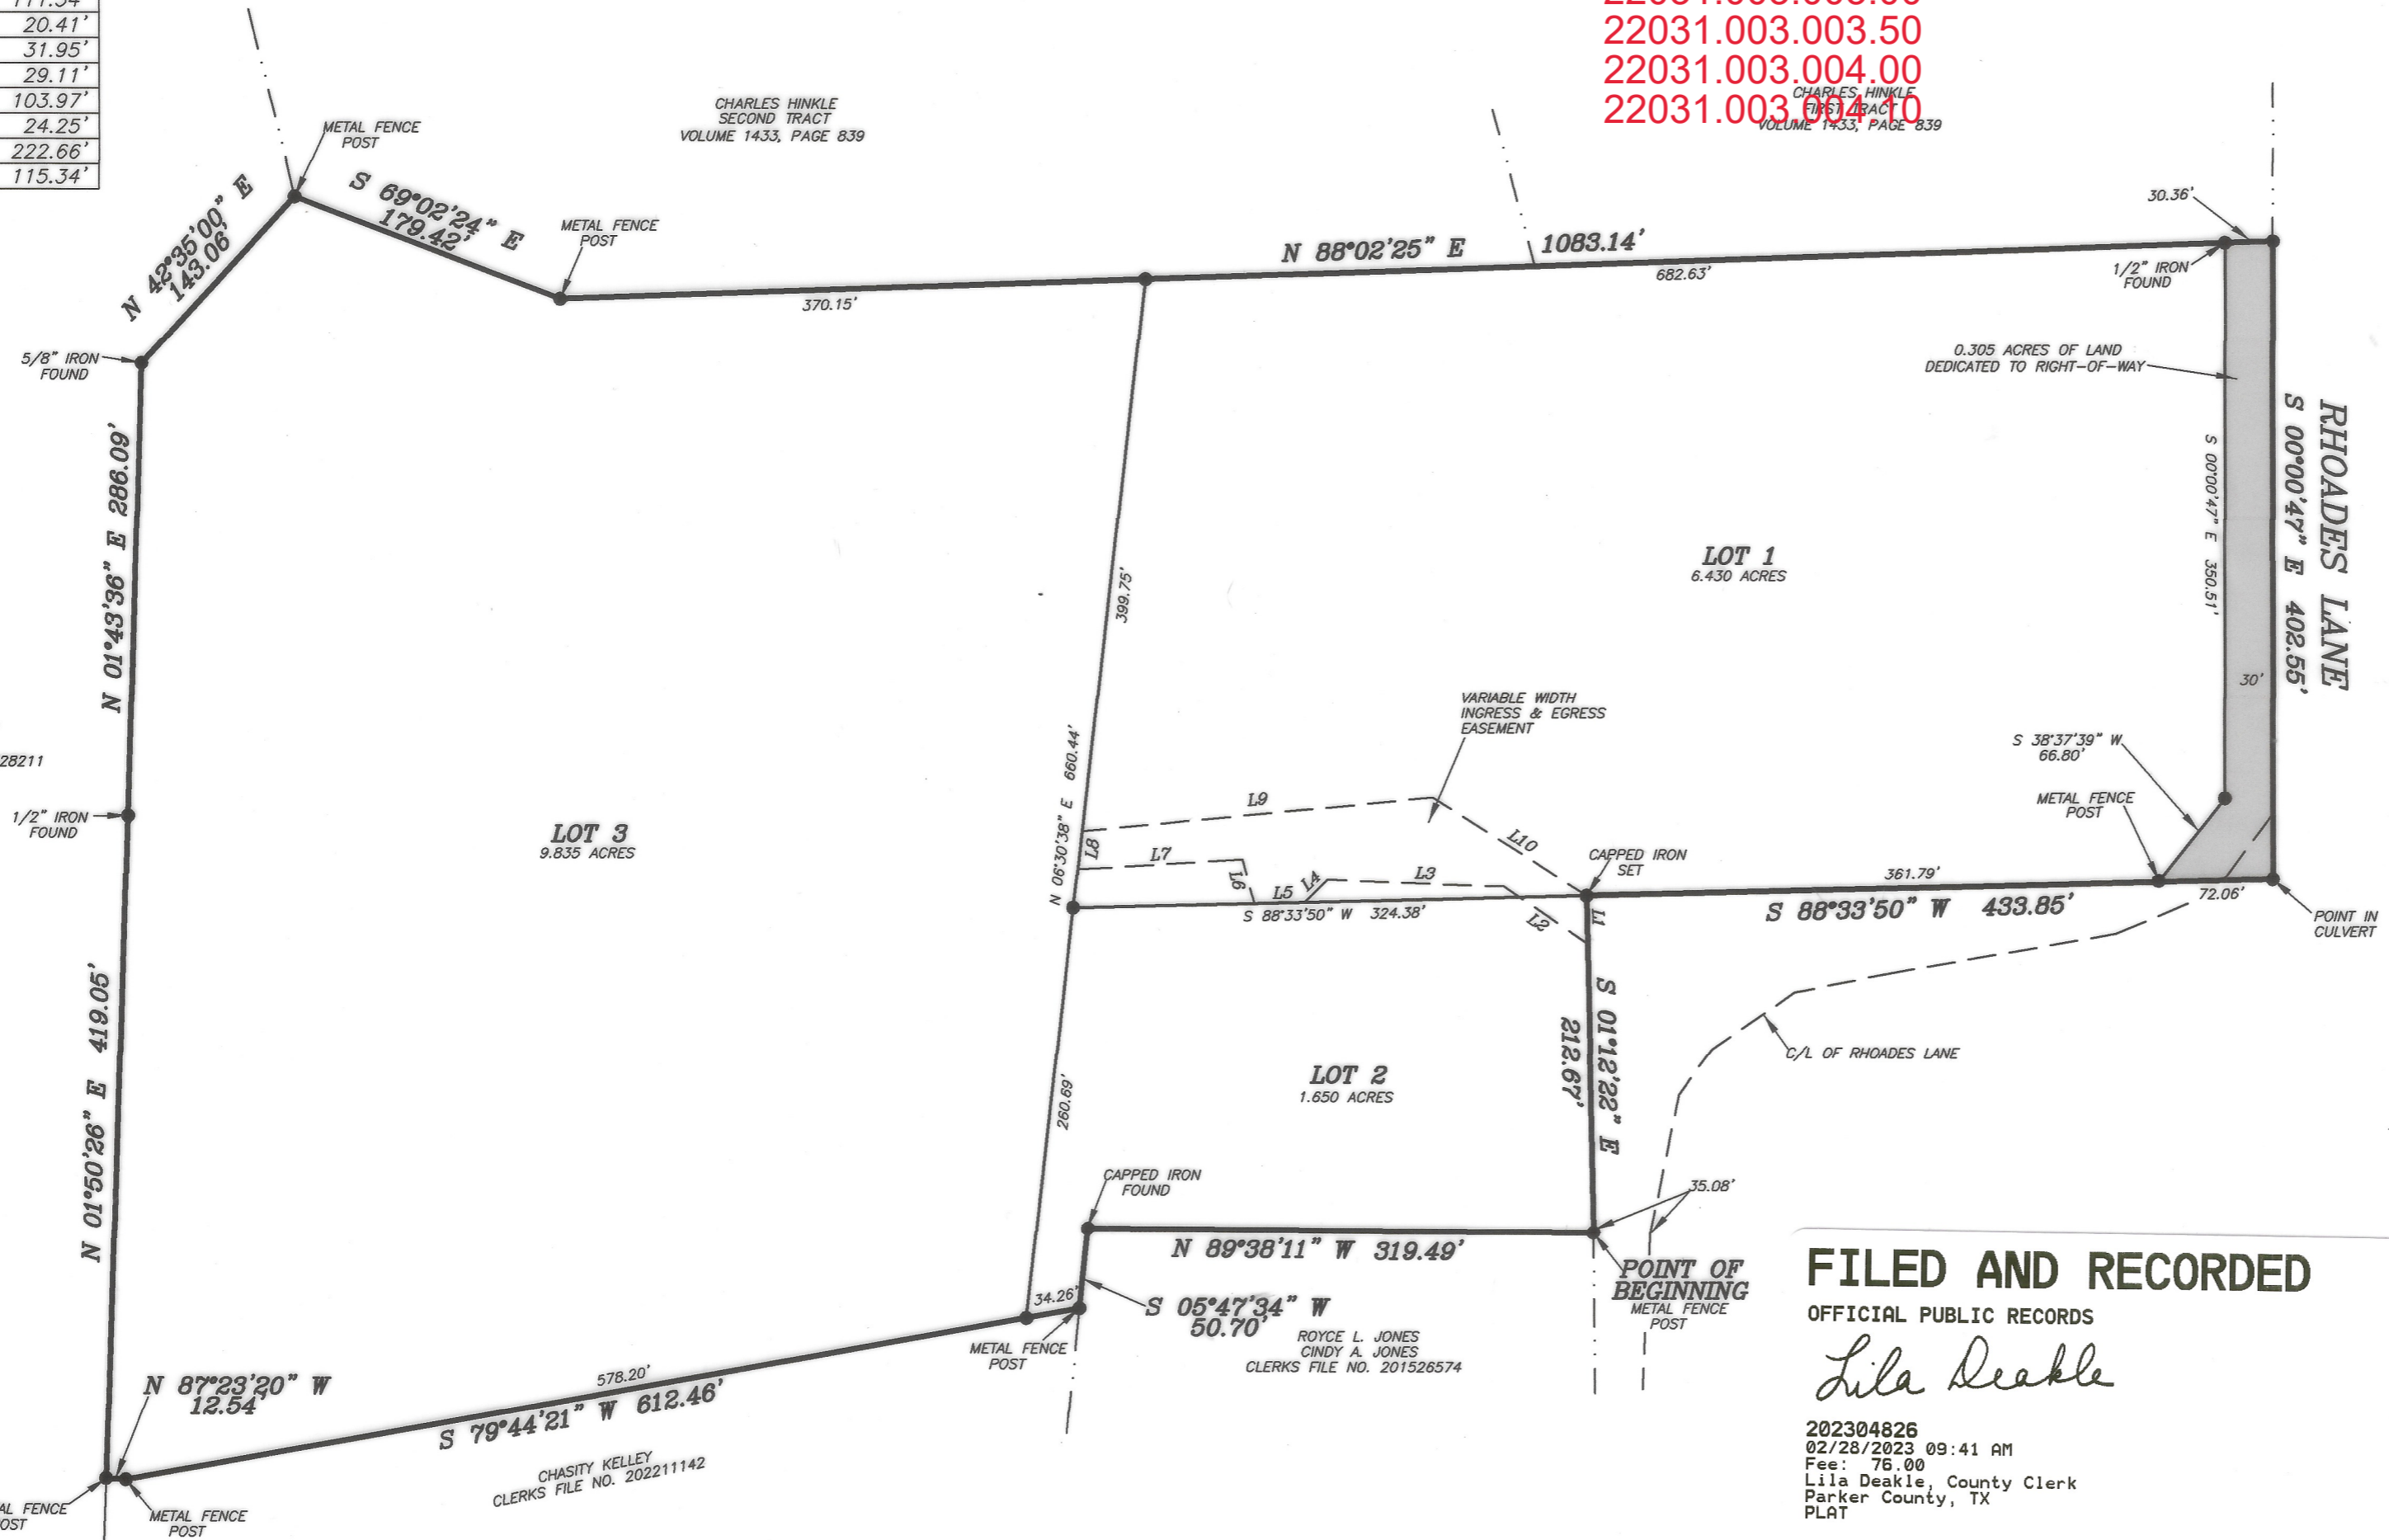 20.41'
31.95'
29.11'
103.97'
24.25'
222.66'
115.34'
22031.003.003.50
22031.003.004.00
22031.003.004.10
CHARLES HINKLE
SECOND TRACT
VOLUME 1433, PAGE 839
CHARLES HINKLE
FIRST TRACT
VOLUME 1433, PAGE 839
METAL FENCE
POST
N 42°35'00" E
143.06'
S 69°02'24" E
179.42'
METAL FENCE
POST
370.15'
N 88°02'25" E 1083.14'
682.63'
30.36'
1/2" IRON
FOUND
5/8" IRON
FOUND
0.305 ACRES OF LAND
DEDICATED TO RIGHT-OF-WAY
S 00°00'47" E 350.51'
S 00°00'47" E 402.55'
RHOADES LANE
30'
N 01°43'36" E 286.09'
399.75'
LOT 1
6.430 ACRES
N 06°30'38" E 660.44'
VARIABLE WIDTH
INGRESS & EGRESS
EASEMENT
S 38°37'39" W
66.80'
METAL FENCE
POST
28211
1/2" IRON
FOUND
LOT 3
9.835 ACRES
L9
L8
L7
L6
L5
L4
L3
L10
L2
L1
CAPPED IRON
SET
S 88°33'50" W 324.38'
361.79'
S 88°33'50" W 433.85'
72.06'
POINT IN
CULVERT
N 01°50'26" E 419.05'
260.69'
LOT 2
1.650 ACRES
S 01°12'22" E
212.67'
C/L OF RHOADES LANE
CAPPED IRON
FOUND
35.08'
N 89°38'11" W 319.49'
POINT OF
BEGINNING
METAL FENCE
POST
34.26'
S 05°47'34" W
50.70'
METAL FENCE
POST
ROYCE L. JONES
CINDY A. JONES
CLERKS FILE NO. 201526574
N 87°23'20" W
12.54'
578.20'
S 79°44'21" W 612.46'
CHASITY KELLEY
CLERKS FILE NO. 202211142
AL FENCE
OST
METAL FENCE
POST
FILED AND RECORDED
OFFICIAL PUBLIC RECORDS
Lila Deakle
202304826
02/28/2023 09:41 AM
Fee: 76.00
Lila Deakle, County Clerk
Parker County, TX
PLAT